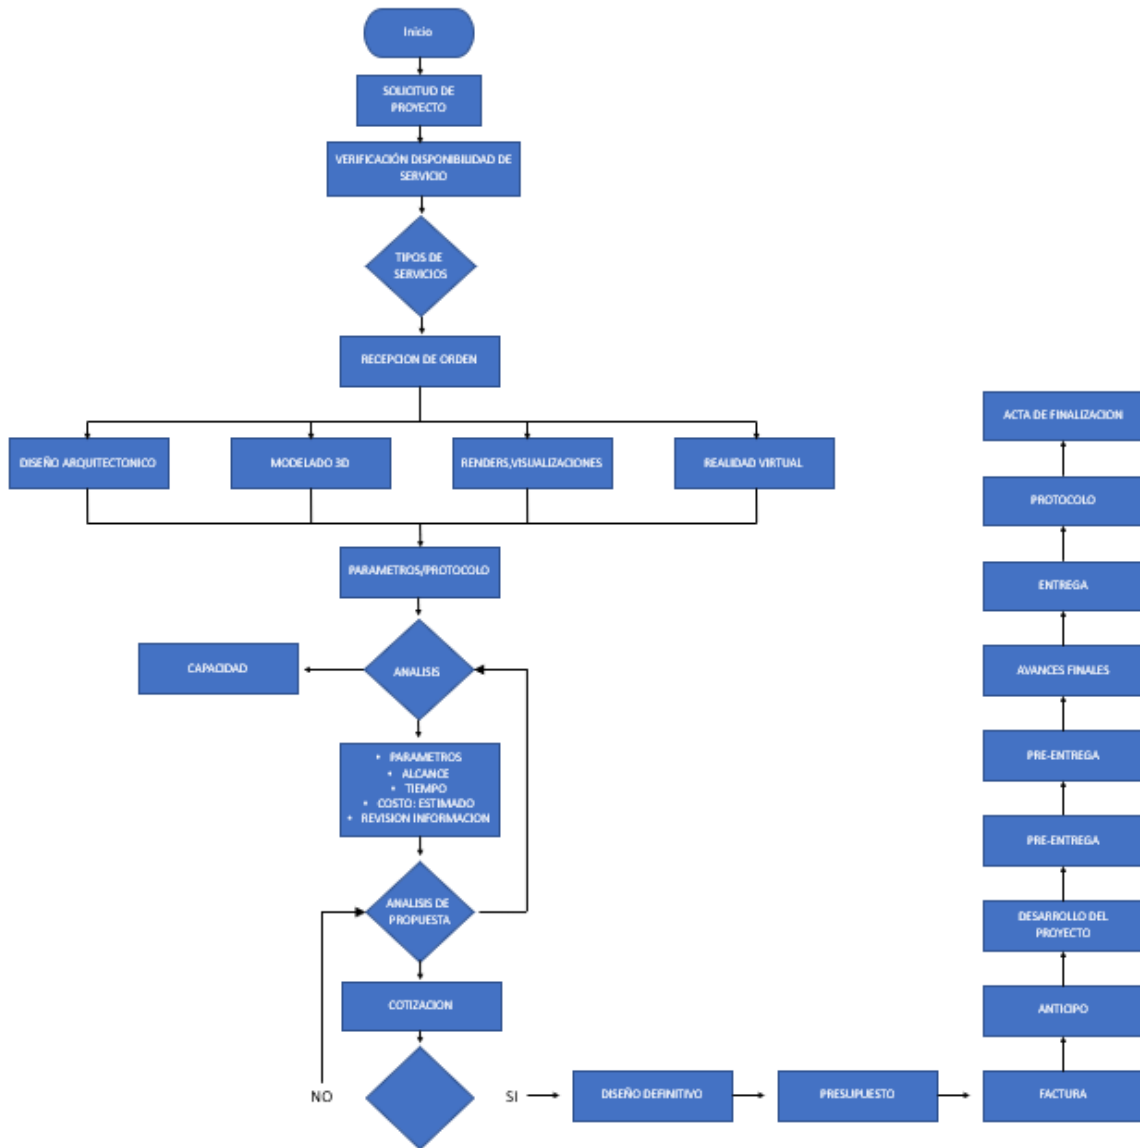 Inicio
SOLICITUD DE
PROYECTO
VERIFICACIÓN DISPONIBILIDAD DE
SERVICIO
TIPOS DE
SERVICIOS
RECEPCION DE ORDEN
DISEÑO ARQUITECTONICO
MODELADO 3D
RENDERS,VISUALIZACIONES
REALIDAD VIRTUAL
PARAMETROS/PROTOCOLO
ANALISIS
CAPACIDAD
• PARAMETROS
• ALCANCE
• TIEMPO
• COSTO: ESTIMADO
• REVISION INFORMACION
ANALISIS DE
PROPUESTA
COTIZACION
NO
SI
DISEÑO DEFINITIVO
PRESUPUESTO
FACTURA
ANTICIPO
DESARROLLO DEL
PROYECTO
PRE-ENTREGA
PRE-ENTREGA
AVANCES FINALES
ENTREGA
PROTOCOLO
ACTA DE FINALIZACION